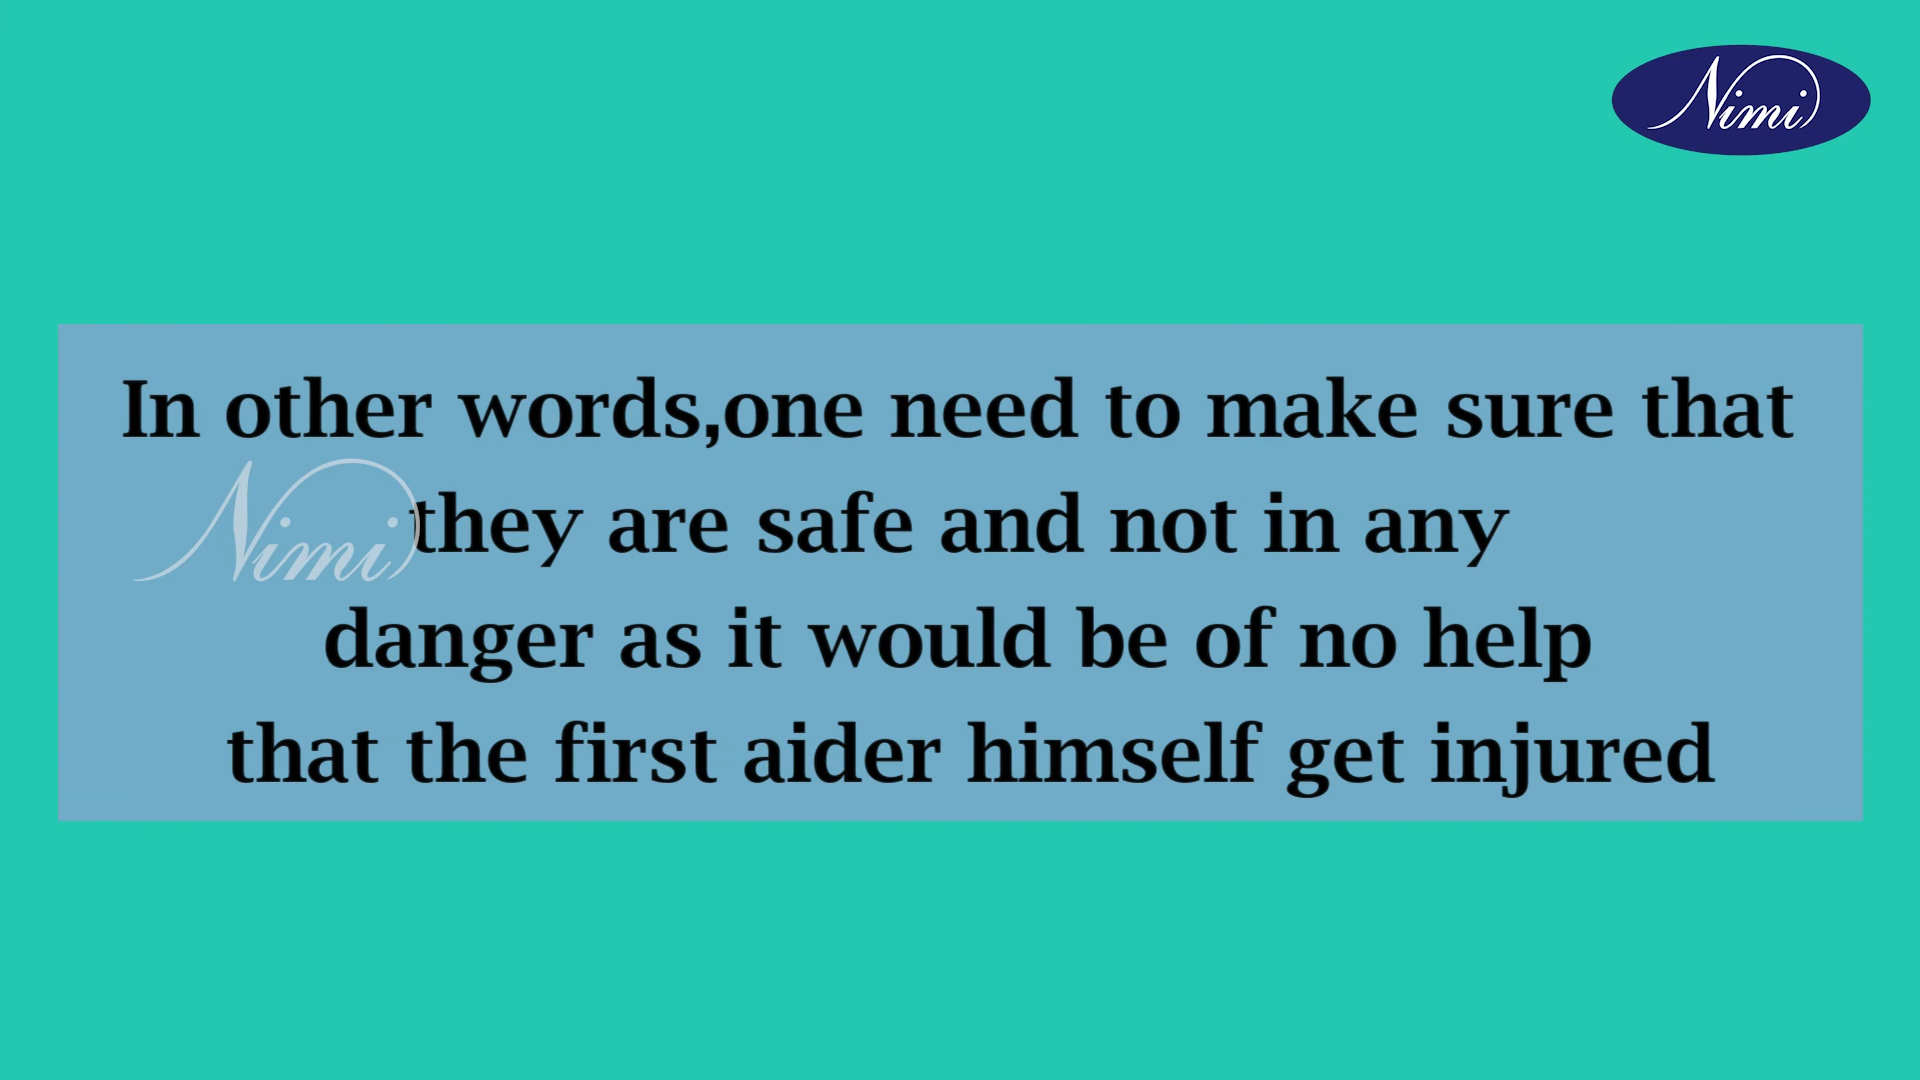 Nimi
In other words,one need to make sure that
Nimi
they are safe and not in any
danger as it would be of no help
that the first aider himself get injured